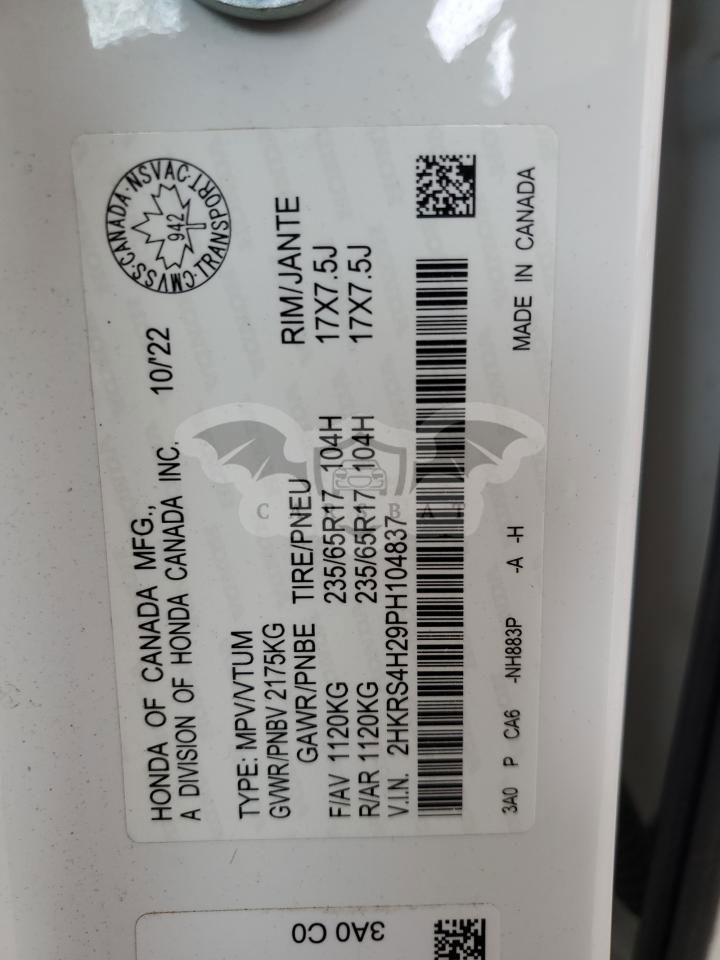 HONDA OF CANADA MFG.,
A DIVISION OF HONDA CANADA INC.
10/'22
CMVSS·CANADA·NSVAC·TRANSPORT
942
TYPE: MPV/VTUM
GVWR/PNBV 2175KG
GAWR/PNBE TIRE/PNEU RIM/JANTE
F/AV 1120KG 235/65R17 104H 17X7.5J
R/AR 1120KG 235/65R17 104H 17X7.5J
V.I.N. 2HKRS4H29PH104837
3A0 P CA6 -NH883P -A -H
MADE IN CANADA
3A0 C0